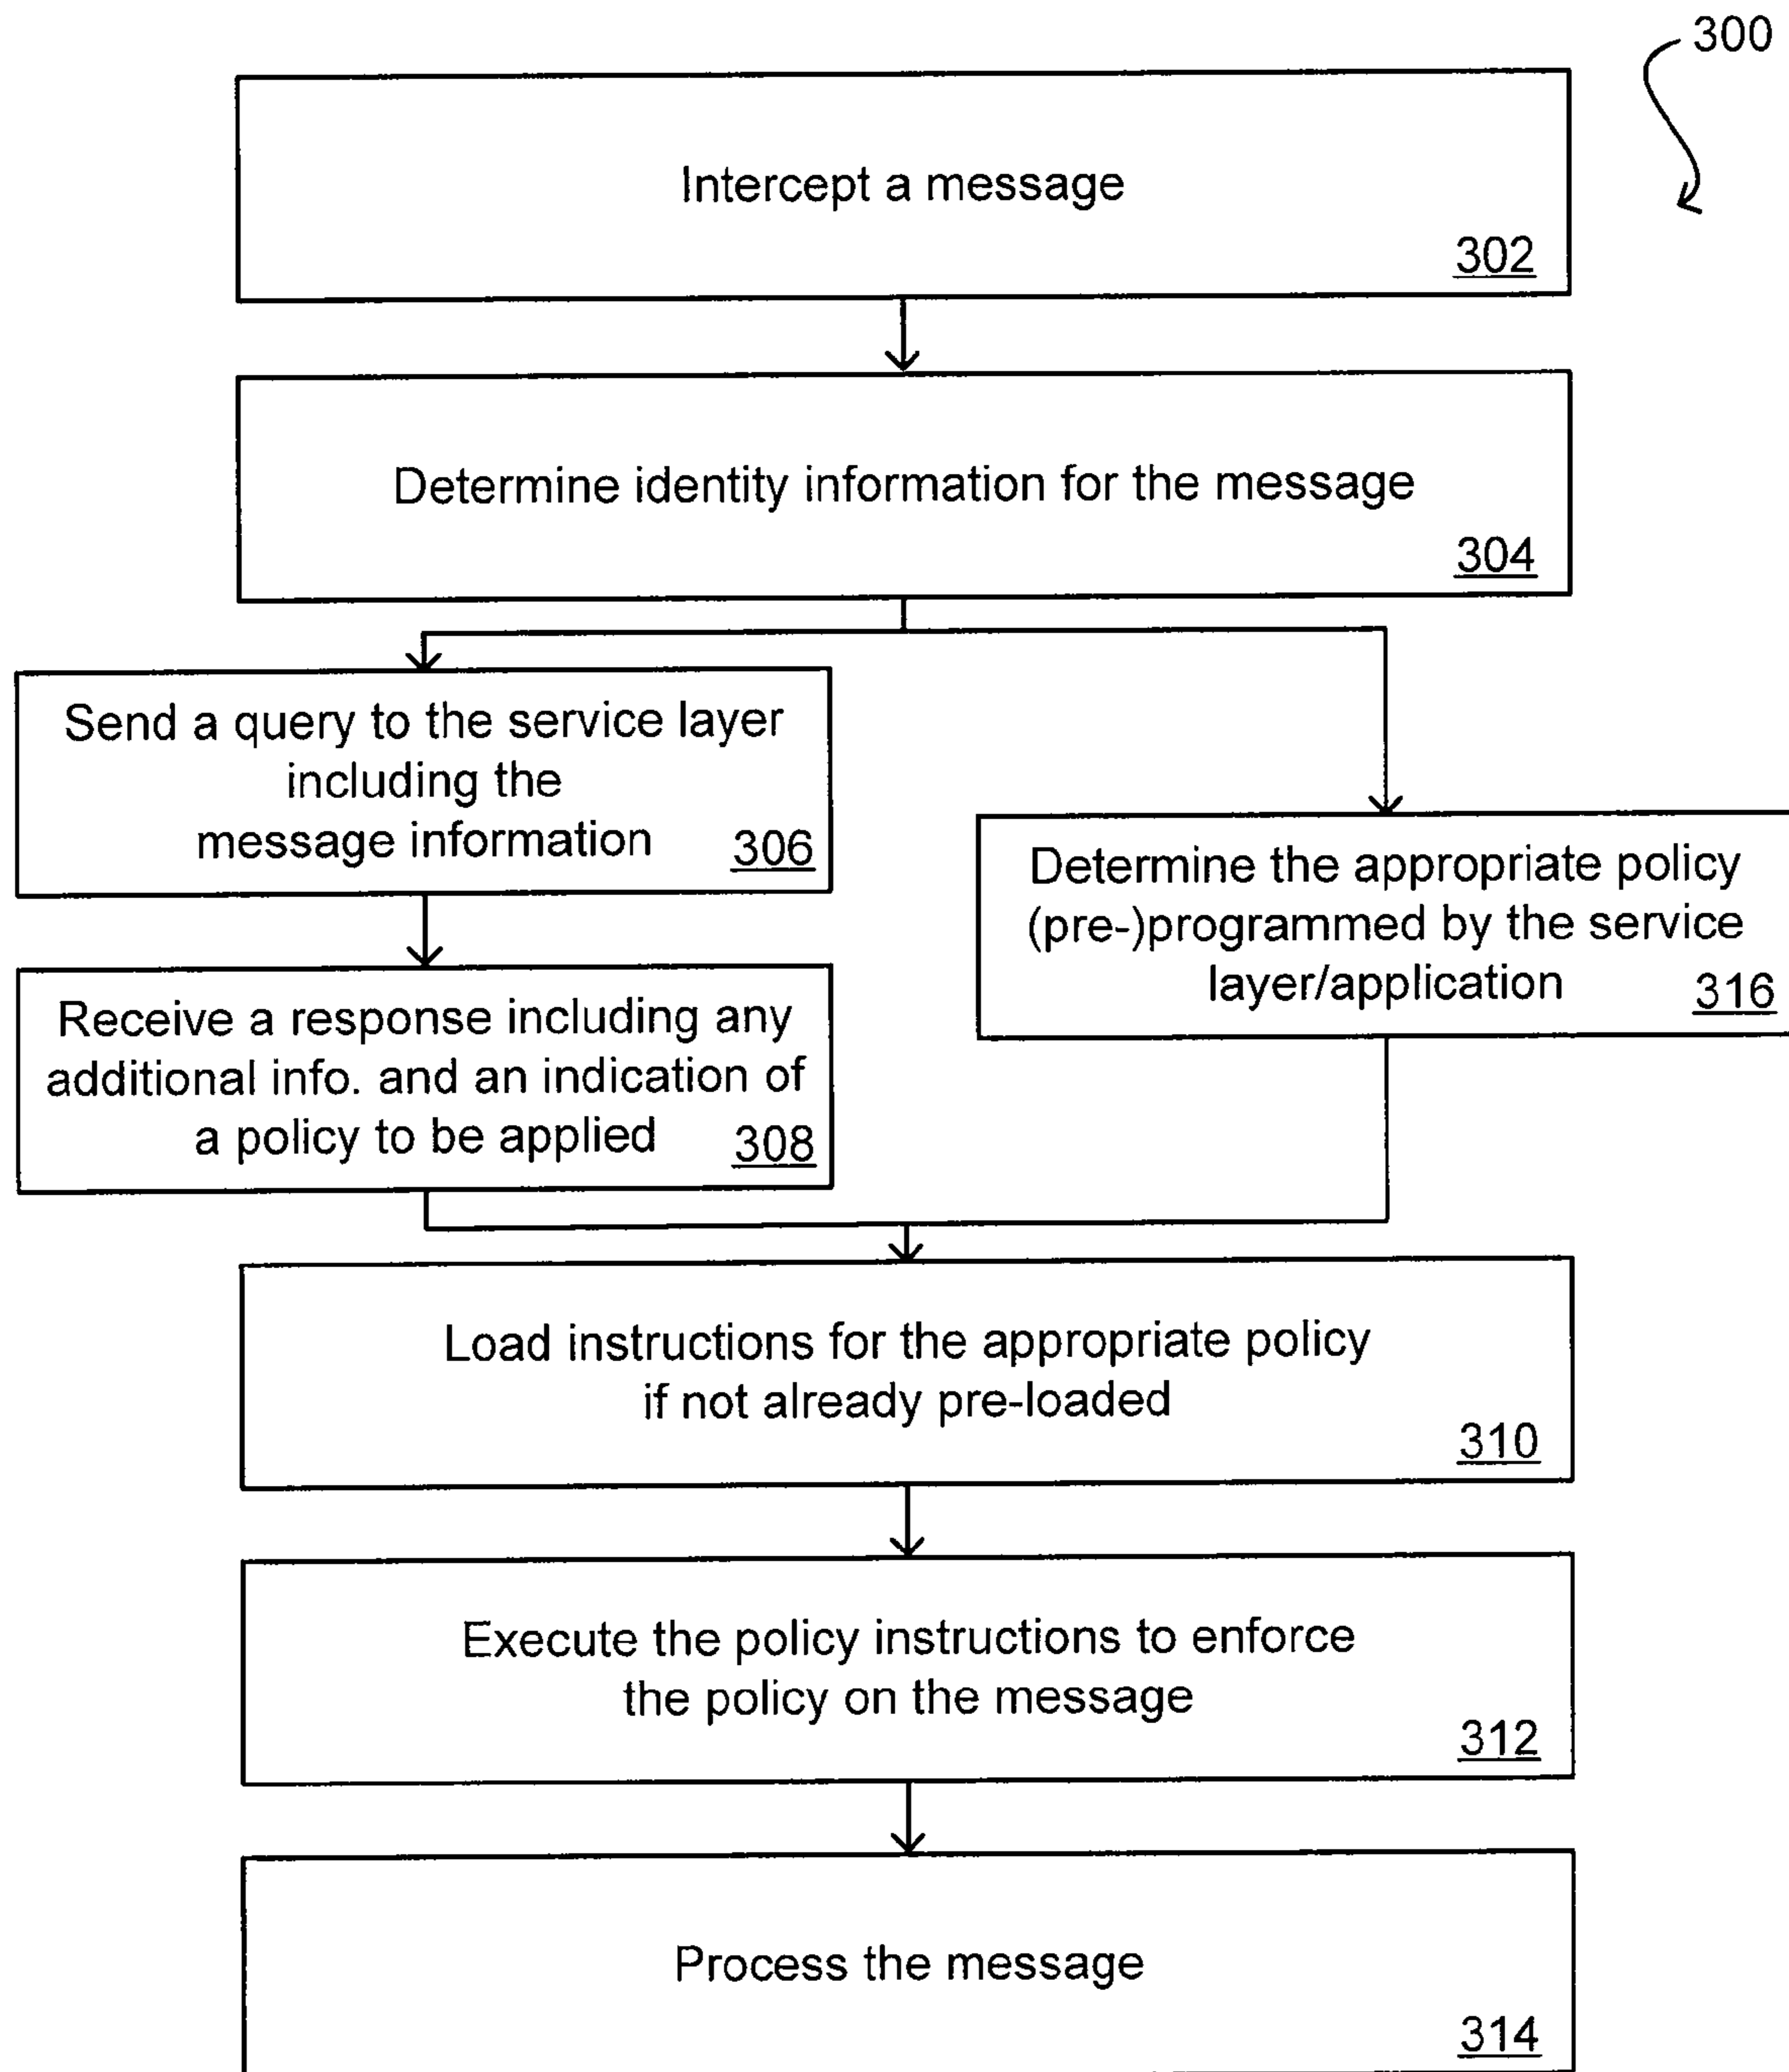 300
Intercept a message
302
Determine identity information for the message
304
Send a query to the service layer
including the
message information 306
Receive a response including any
additional info. and an indication of
a policy to be applied 308
Determine the appropriate policy
(pre-)programmed by the service
layer/application 316
Load instructions for the appropriate policy
if not already pre-loaded
310
Execute the policy instructions to enforce
the policy on the message
312
Process the message
314